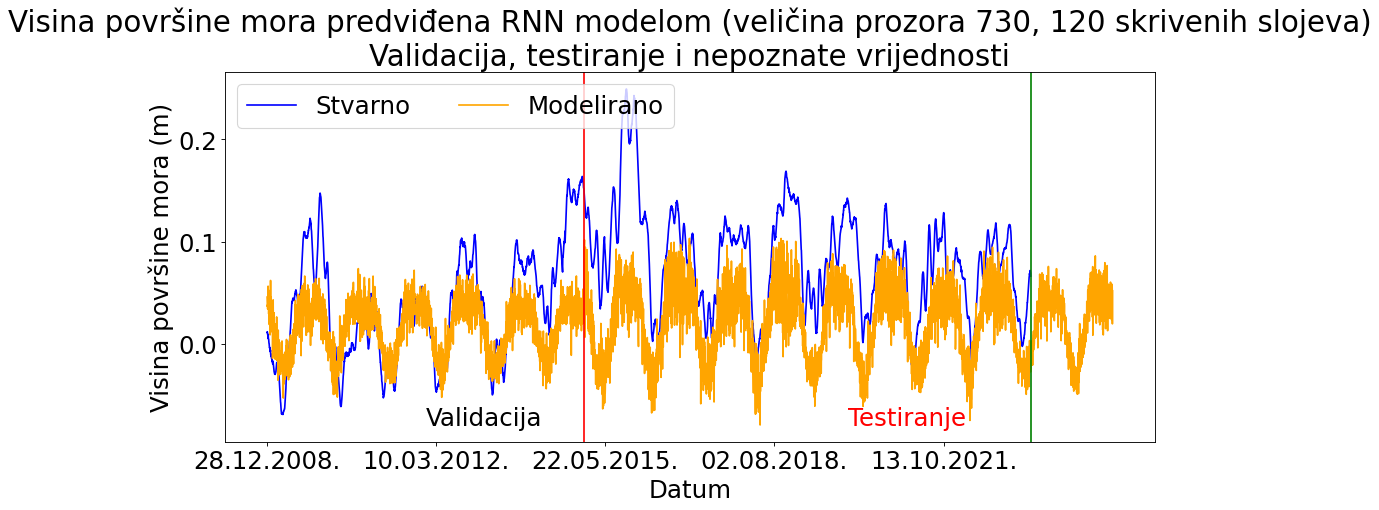 Visina površine mora predviđena RNN modelom (veličina prozora 730, 120 skrivenih slojeva)
Validacija, testiranje i nepoznate vrijednosti
Stvarno
Modelirano
Visina površine mora (m)
0.2
0.1
0.0
Validacija
Testiranje
28.12.2008.
10.03.2012.
22.05.2015.
02.08.2018.
13.10.2021.
Datum